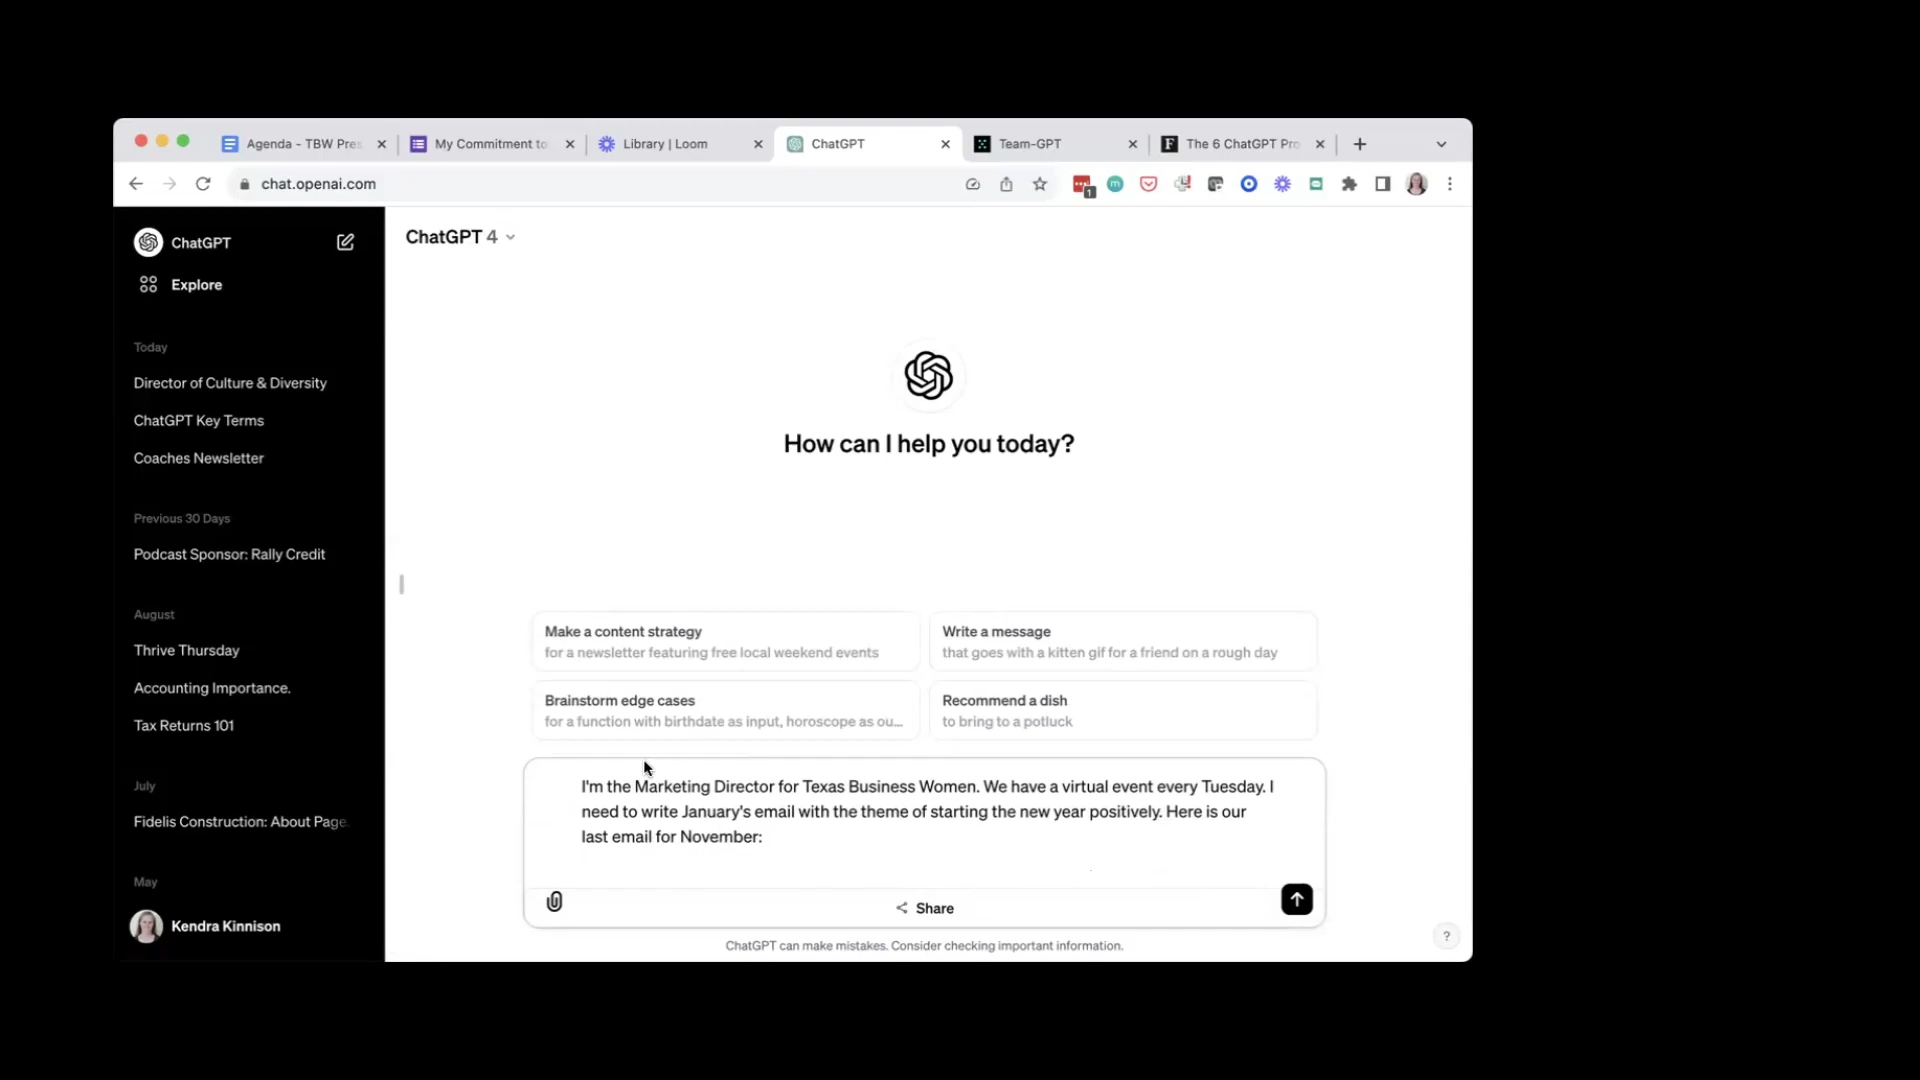 Agenda - TBW Pres
My Commitment to
Library | Loom
ChatGPT
Team-GPT
The 6 ChatGPT Pro
chat.openai.com
1
m
ChatGPT
Explore
Today
Director of Culture & Diversity
ChatGPT Key Terms
Coaches Newsletter
Previous 30 Days
Podcast Sponsor: Rally Credit
August
Thrive Thursday
Accounting Importance.
Tax Returns 101
July
Fidelis Construction: About Page
May
Kendra Kinnison
ChatGPT 4
How can I help you today?
Make a content strategy
for a newsletter featuring free local weekend events
Write a message
that goes with a kitten gif for a friend on a rough day
Brainstorm edge cases
for a function with birthdate as input, horoscope as ou...
Recommend a dish
to bring to a potluck
I'm the Marketing Director for Texas Business Women. We have a virtual event every Tuesday. I
need to write January's email with the theme of starting the new year positively. Here is our
last email for November:
Share
ChatGPT can make mistakes. Consider checking important information.
?